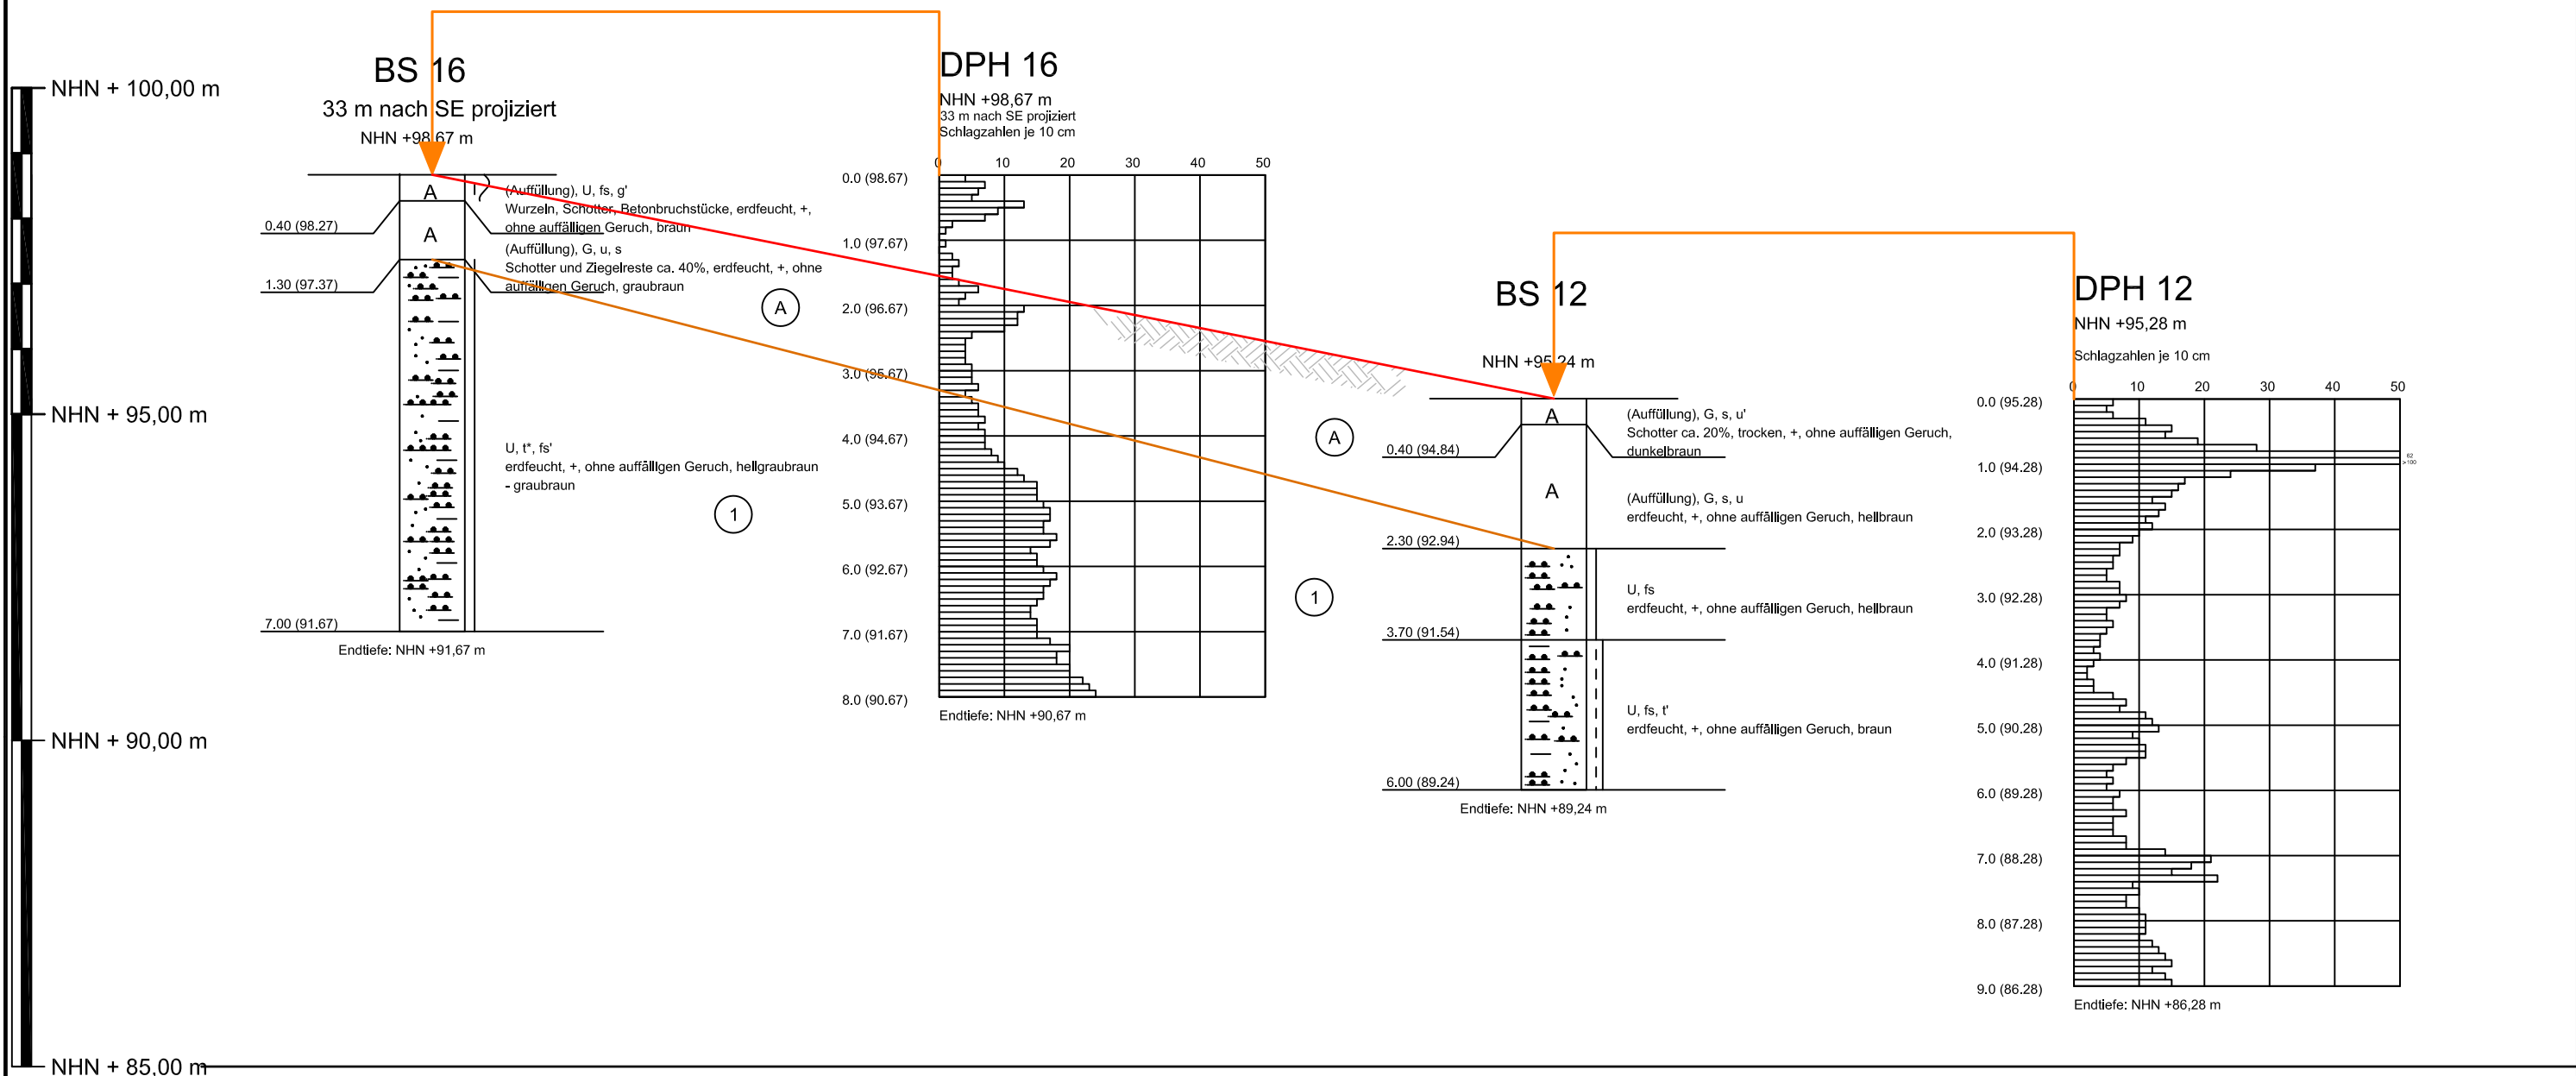 NHN + 100,00 m
NHN + 95,00 m
NHN + 90,00 m
NHN + 85,00 m
BS 16
33 m nach SE projiziert
NHN +98,67 m
A
A
0.40 (98.27)
1.30 (97.37)
7.00 (91.67)
(Auffüllung), U, fs, g'
Wurzeln, Schotter, Betonbruchstücke, erdfeucht, +,
ohne auffälligen Geruch, braun
(Auffüllung), G, u, s
Schotter und Ziegelreste ca. 40%, erdfeucht, +, ohne
auffälligen Geruch, graubraun
U, t*, fs'
erdfeucht, +, ohne auffälligen Geruch, hellgraubraun
- graubraun
Endtiefe: NHN +91,67 m
A
1
DPH 16
NHN +98,67 m
33 m nach SE projiziert
Schlagzahlen je 10 cm
0 10 20 30 40 50
0.0 (98.67)
1.0 (97.67)
2.0 (96.67)
3.0 (95.67)
4.0 (94.67)
5.0 (93.67)
6.0 (92.67)
7.0 (91.67)
8.0 (90.67)
Endtiefe: NHN +90,67 m
A
1
BS 12
NHN +95,24 m
A
A
0.40 (94.84)
2.30 (92.94)
3.70 (91.54)
6.00 (89.24)
(Auffüllung), G, s, u'
Schotter ca. 20%, trocken, +, ohne auffälligen Geruch,
dunkelbraun
(Auffüllung), G, s, u
erdfeucht, +, ohne auffälligen Geruch, hellbraun
U, fs
erdfeucht, +, ohne auffälligen Geruch, hellbraun
U, fs, t'
erdfeucht, +, ohne auffälligen Geruch, braun
Endtiefe: NHN +89,24 m
DPH 12
NHN +95,28 m
Schlagzahlen je 10 cm
0 10 20 30 40 50
0.0 (95.28)
1.0 (94.28)
2.0 (93.28)
3.0 (92.28)
4.0 (91.28)
5.0 (90.28)
6.0 (89.28)
7.0 (88.28)
8.0 (87.28)
9.0 (86.28)
62
>100
Endtiefe: NHN +86,28 m